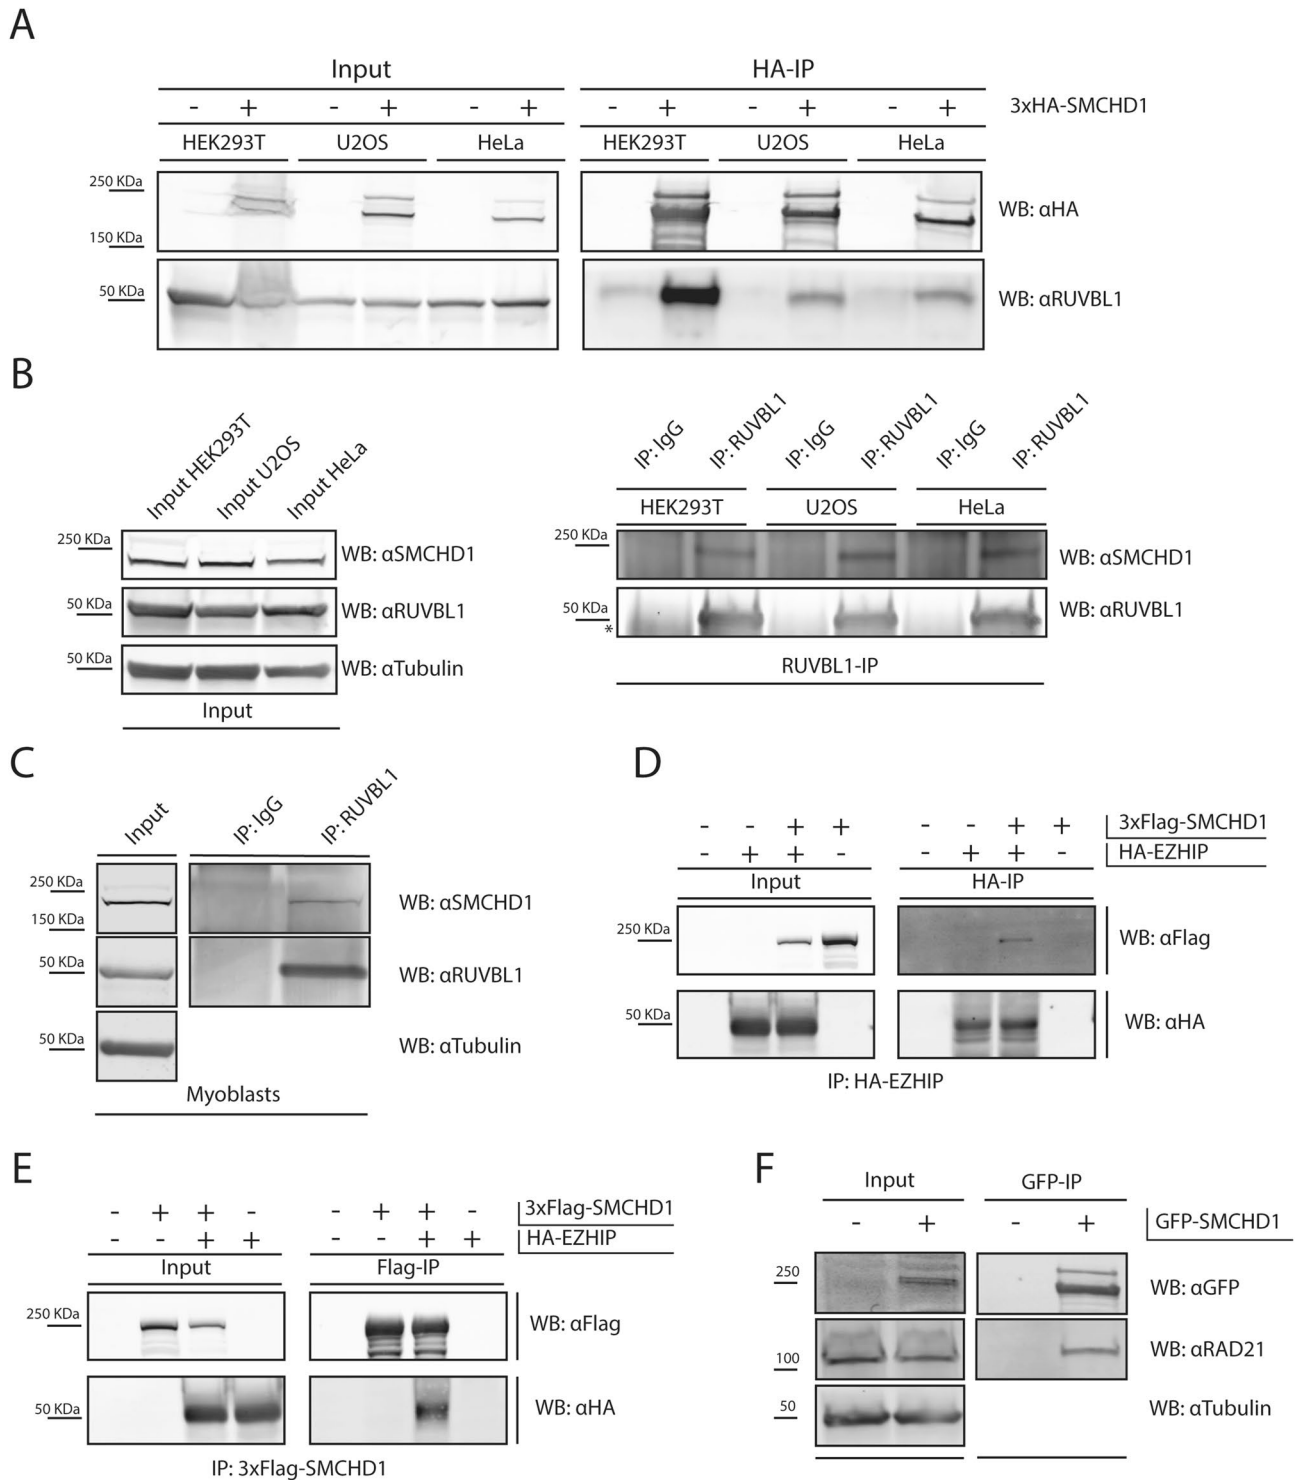 A
Input HA-IP
- + - + - + - + - + - + 3xHA-SMCHD1
HEK293T U2OS HeLa HEK293T U2OS HeLa
250 KDa
WB: αHA
150 KDa
50 KDa WB: αRUVBL1
B
Input HEK293T Input U2OS Input HeLa
250 KDa WB: αSMCHD1
50 KDa WB: αRUVBL1
50 KDa WB: αTubulin
Input
IP: IgG IP: RUVBL1 IP: IgG IP: RUVBL1 IP: IgG IP: RUVBL1
HEK293T U2OS HeLa
250 KDa WB: αSMCHD1
50 KDa WB: αRUVBL1
*
RUVBL1-IP
C
Input IP: IgG IP: RUVBL1
250 KDa
WB: αSMCHD1
150 KDa
50 KDa WB: αRUVBL1
50 KDa WB: αTubulin
Myoblasts
D
- - + + - - + + 3xFlag-SMCHD1
- + + - - + + - HA-EZHIP
Input HA-IP
250 KDa WB: αFlag
50 KDa WB: αHA
IP: HA-EZHIP
E
- + + - - + + - 3xFlag-SMCHD1
- - + + - - + + HA-EZHIP
Input Flag-IP
250 KDa WB: αFlag
50 KDa WB: αHA
IP: 3xFlag-SMCHD1
F
Input GFP-IP
- + - + GFP-SMCHD1
250 WB: αGFP
100 WB: αRAD21
50 WB: αTubulin